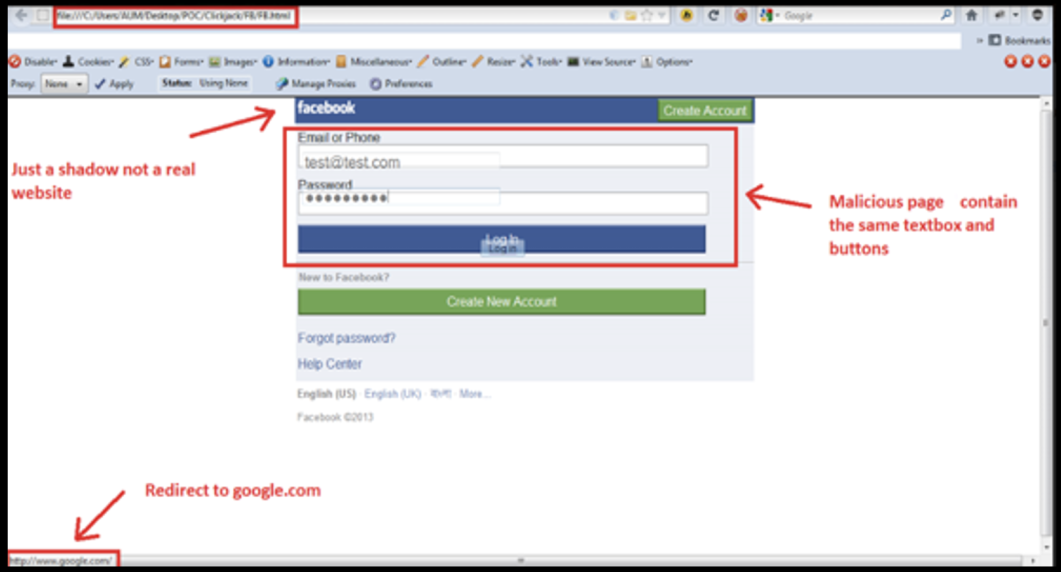 file:///C:/Users/AUM/Desktop/POC/Clickjack/FB/FB.html
Google
Bookmarks
Disable Cookies CSS Forms Images Information Miscellaneous Outline Resize Tools View Source Options
Proxy: None Apply Status: Using None Manage Proxies Preferences
facebook Create Account
Email or Phone
test@test.com
Password
Just a shadow not a real
website
Malicious page contain
the same textbox and
buttons
Log In
Log in
New to Facebook?
Create New Account
Forgot password?
Help Center
English (US) · English (UK) · বাংলা · More...
Facebook ©2013
Redirect to google.com
http://www.google.com/